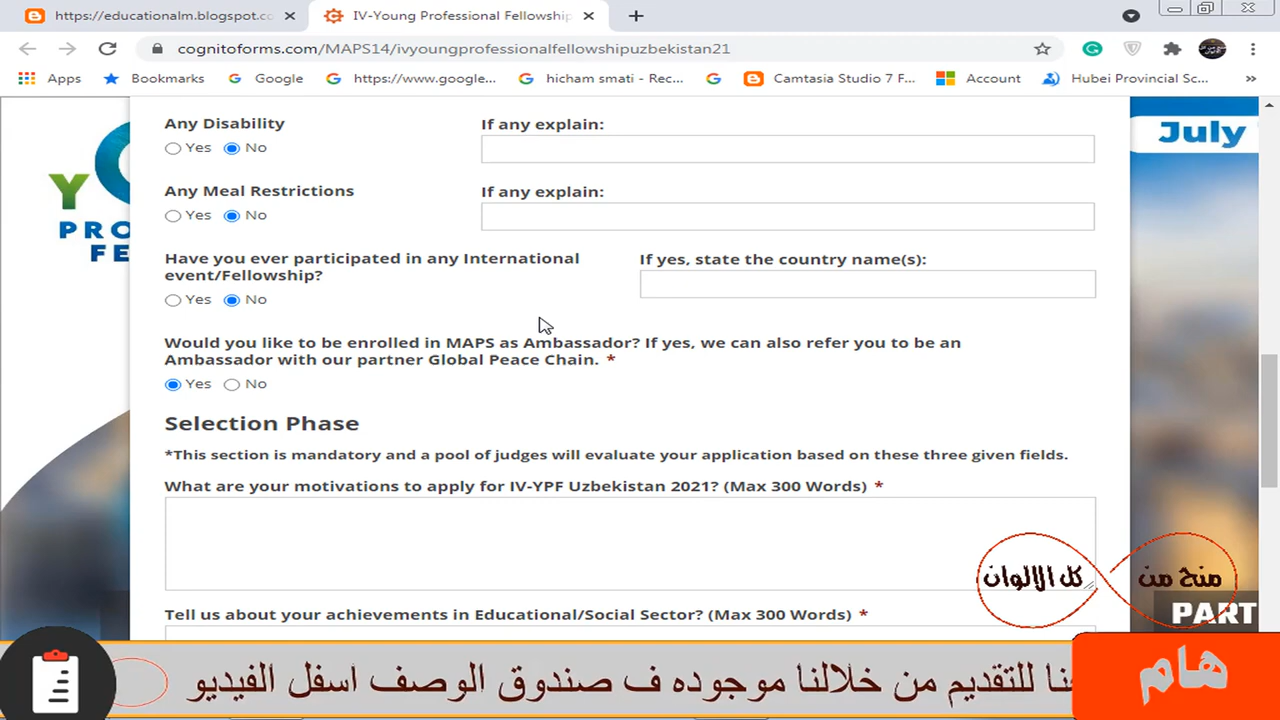 https://educationalm.blogspot.co
IV-Young Professional Fellowship
cognitoforms.com/MAPS14/ivyoungprofessionalfellowshipuzbekistan21
Apps
Bookmarks
Google
https://www.google...
hicham smati - Rec...
Camtasia Studio 7 F...
Account
Hubei Provincial Sc...
»
Any Disability
Yes No
If any explain:
Any Meal Restrictions
Yes No
If any explain:
Have you ever participated in any International
event/Fellowship?
Yes No
If yes, state the country name(s):
Would you like to be enrolled in MAPS as Ambassador? If yes, we can also refer you to be an
Ambassador with our partner Global Peace Chain. *
Yes No
Selection Phase
*This section is mandatory and a pool of judges will evaluate your application based on these three given fields.
What are your motivations to apply for IV-YPF Uzbekistan 2021? (Max 300 Words) *
Tell us about your achievements in Educational/Social Sector? (Max 300 Words) *
July
PART
منح من كل الالوان
للتقديم من خلالنا موجوده ف صندوق الوصف اسفل الفيديو
هام